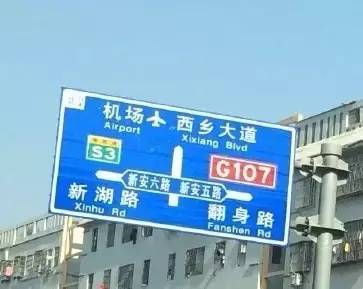 机场 西乡大道
Airport Xixiang Blvd
S3 G107
新安六路 新安五路
新湖路 翻身路
Xinhu Rd Fanshen Rd